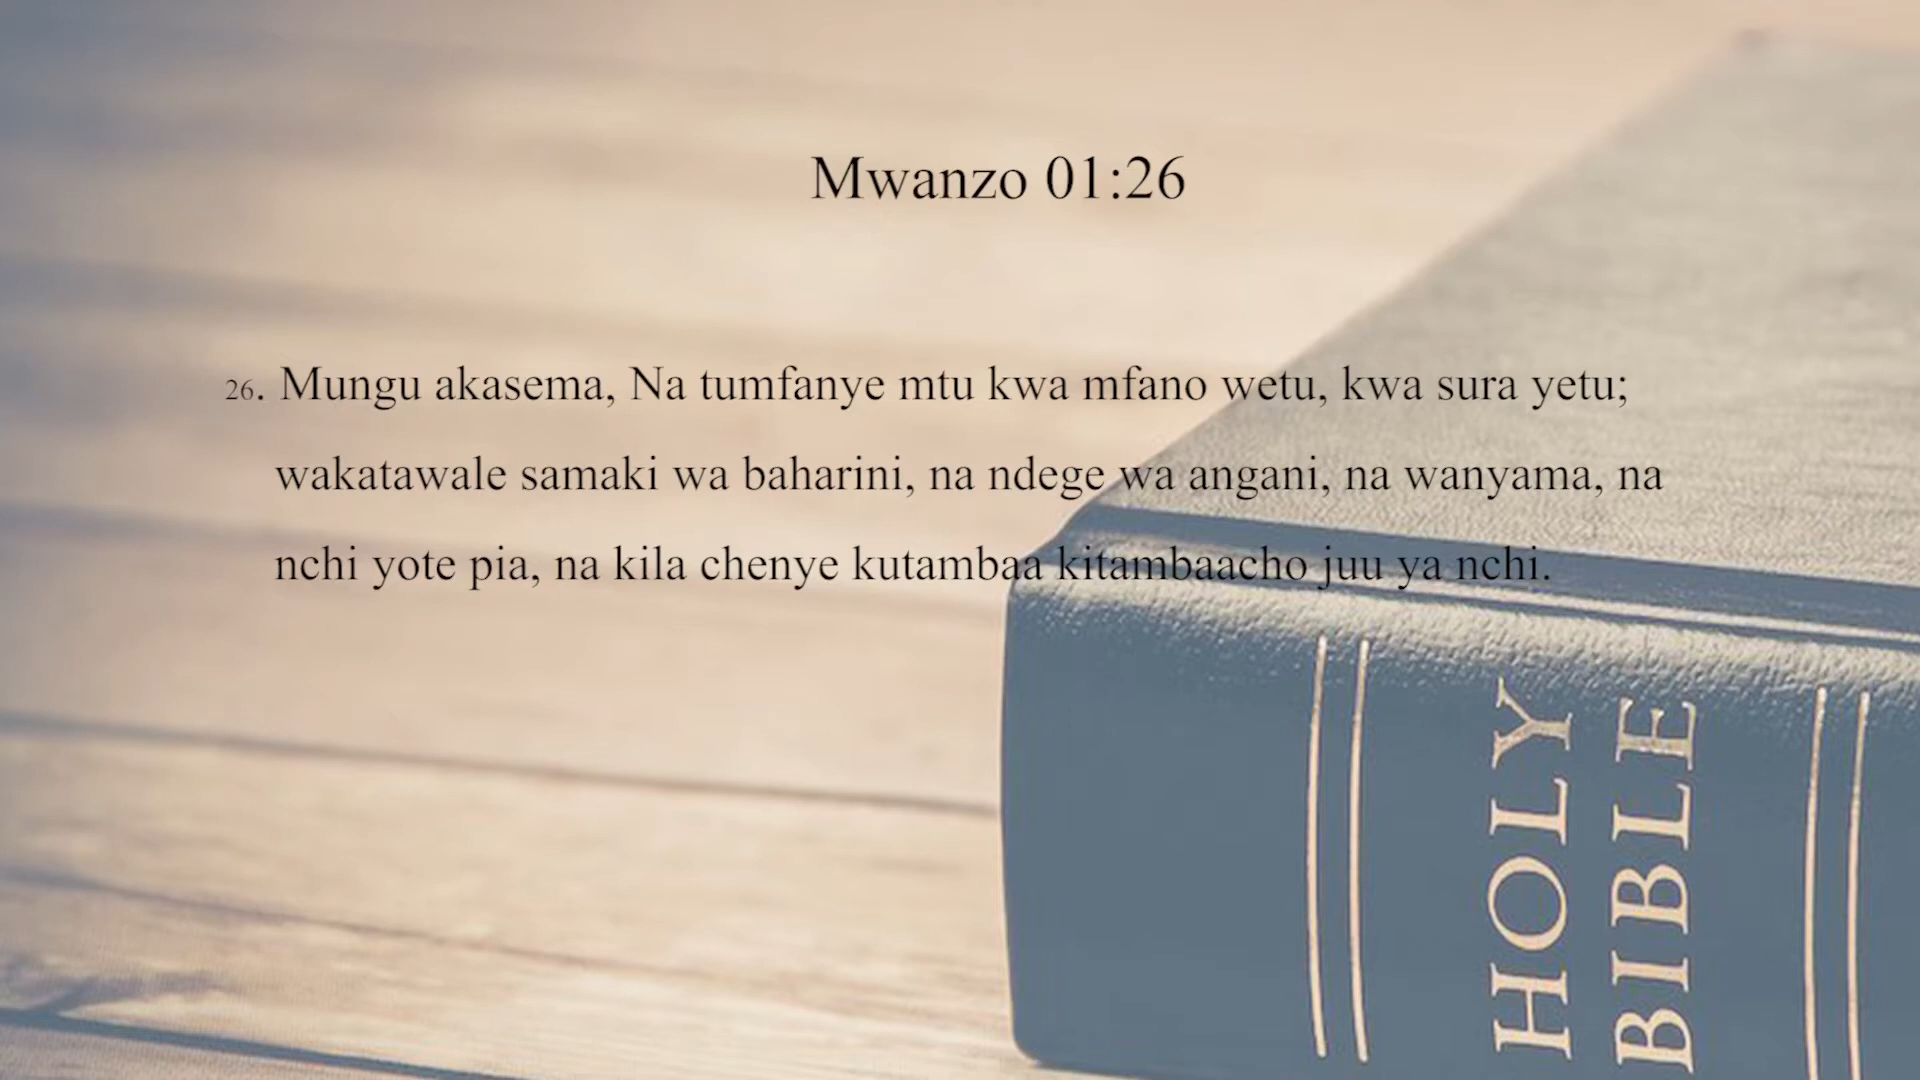 Mwanzo 01:26
26. Mungu akasema, Na tumfanye mtu kwa mfano wetu, kwa sura yetu;
wakatawale samaki wa baharini, na ndege wa angani, na wanyama, na
nchi yote pia, na kila chenye kutambaa kitambaacho juu ya nchi.
HOLY
BIBLE